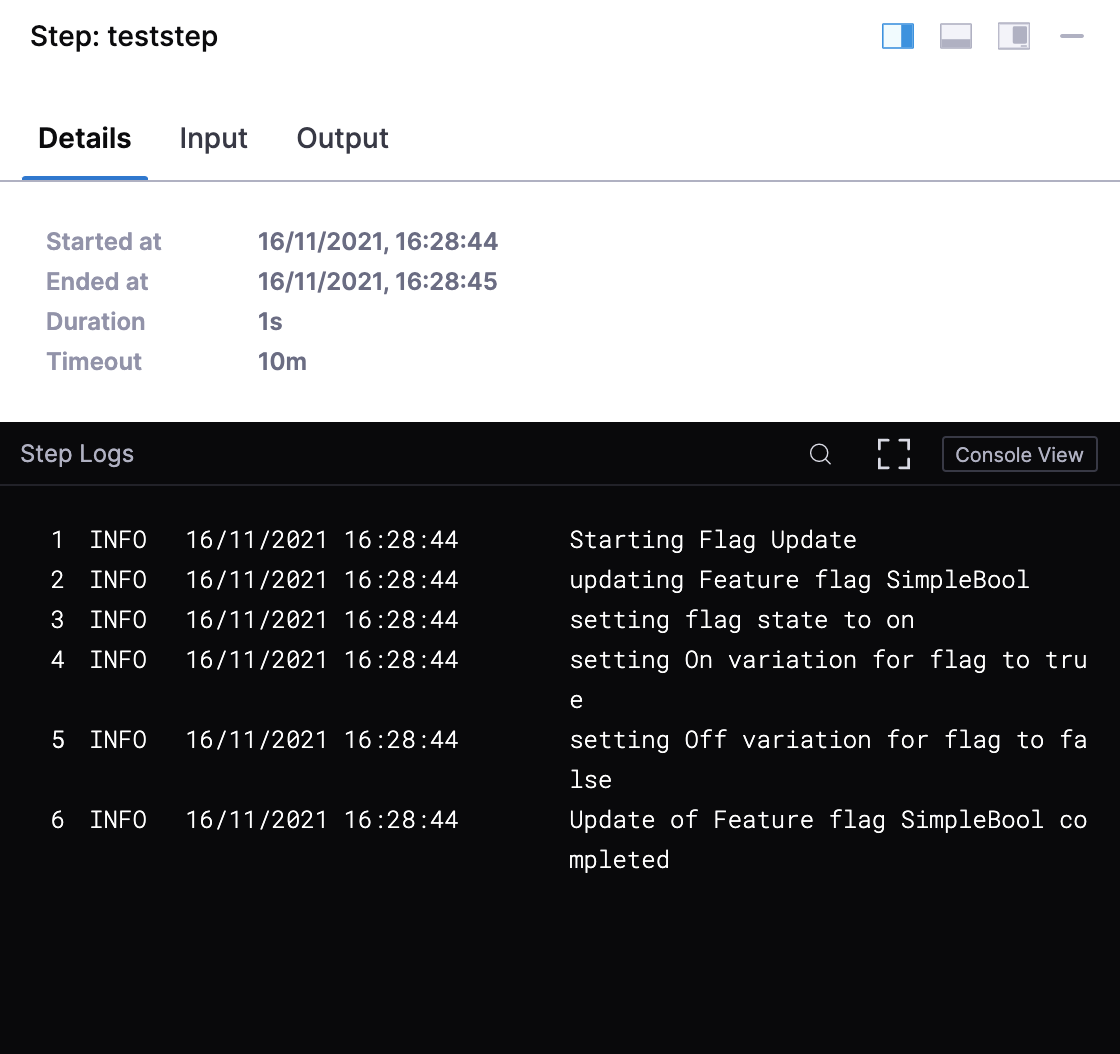 Step: teststep
Details Input Output
Started at 16/11/2021, 16:28:44
Ended at 16/11/2021, 16:28:45
Duration 1s
Timeout 10m
Step Logs Console View
1 INFO 16/11/2021 16:28:44 Starting Flag Update
2 INFO 16/11/2021 16:28:44 updating Feature flag SimpleBool
3 INFO 16/11/2021 16:28:44 setting flag state to on
4 INFO 16/11/2021 16:28:44 setting On variation for flag to tru
e
5 INFO 16/11/2021 16:28:44 setting Off variation for flag to fa
lse
6 INFO 16/11/2021 16:28:44 Update of Feature flag SimpleBool co
mpleted